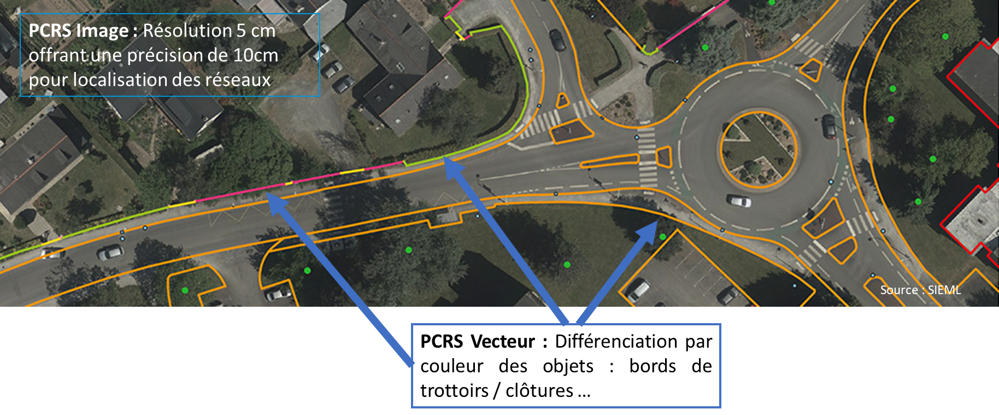 PCRS Image : Résolution 5 cm
offrant une précision de 10cm
pour localisation des réseaux
Source : SIEML
PCRS Vecteur : Différenciation par
couleur des objets : bords de
trottoirs / clôtures ...